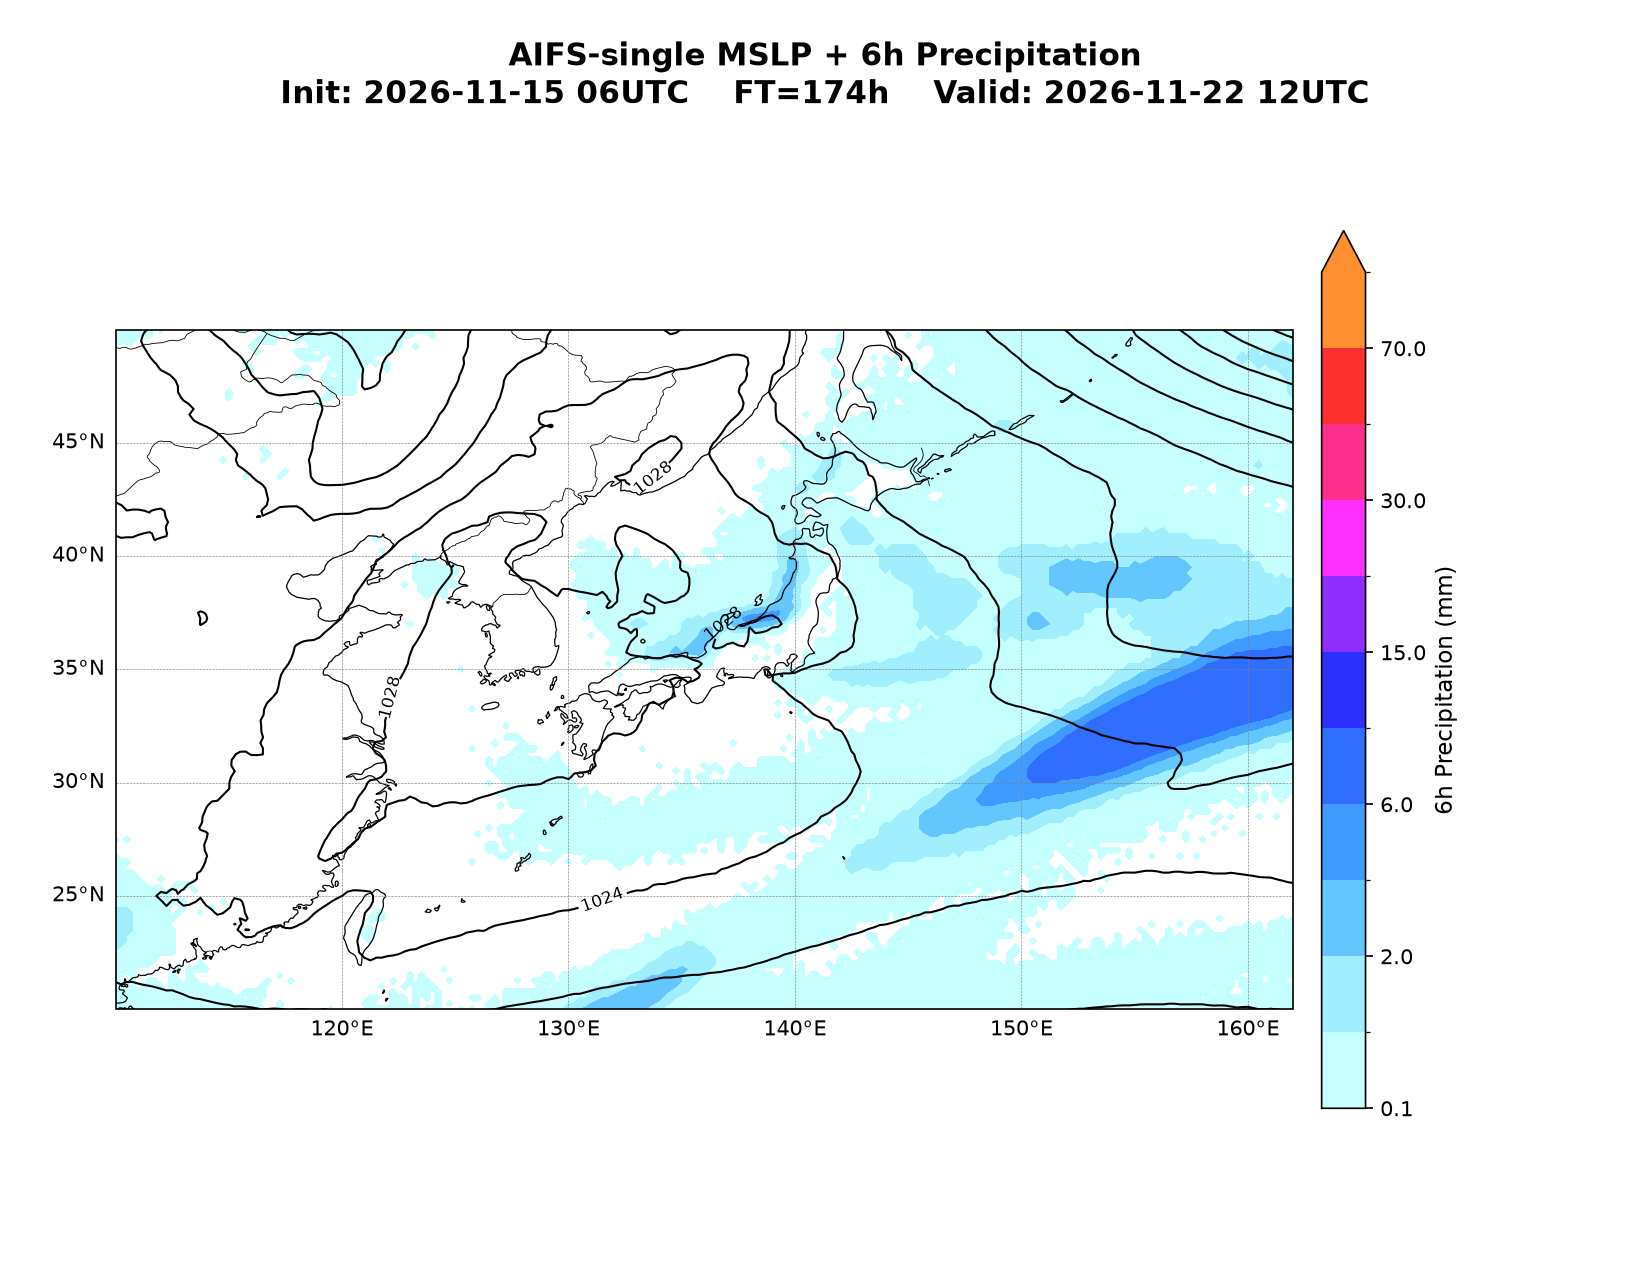 AIFS-single MSLP + 6h Precipitation
Init: 2026-11-15 06UTC    FT=174h    Valid: 2026-11-22 12UTC
70.0
30.0
15.0
6.0
2.0
0.1
6h Precipitation (mm)
45°N
40°N
35°N
30°N
25°N
120°E
130°E
140°E
150°E
160°E
1028
1028
1028
1024